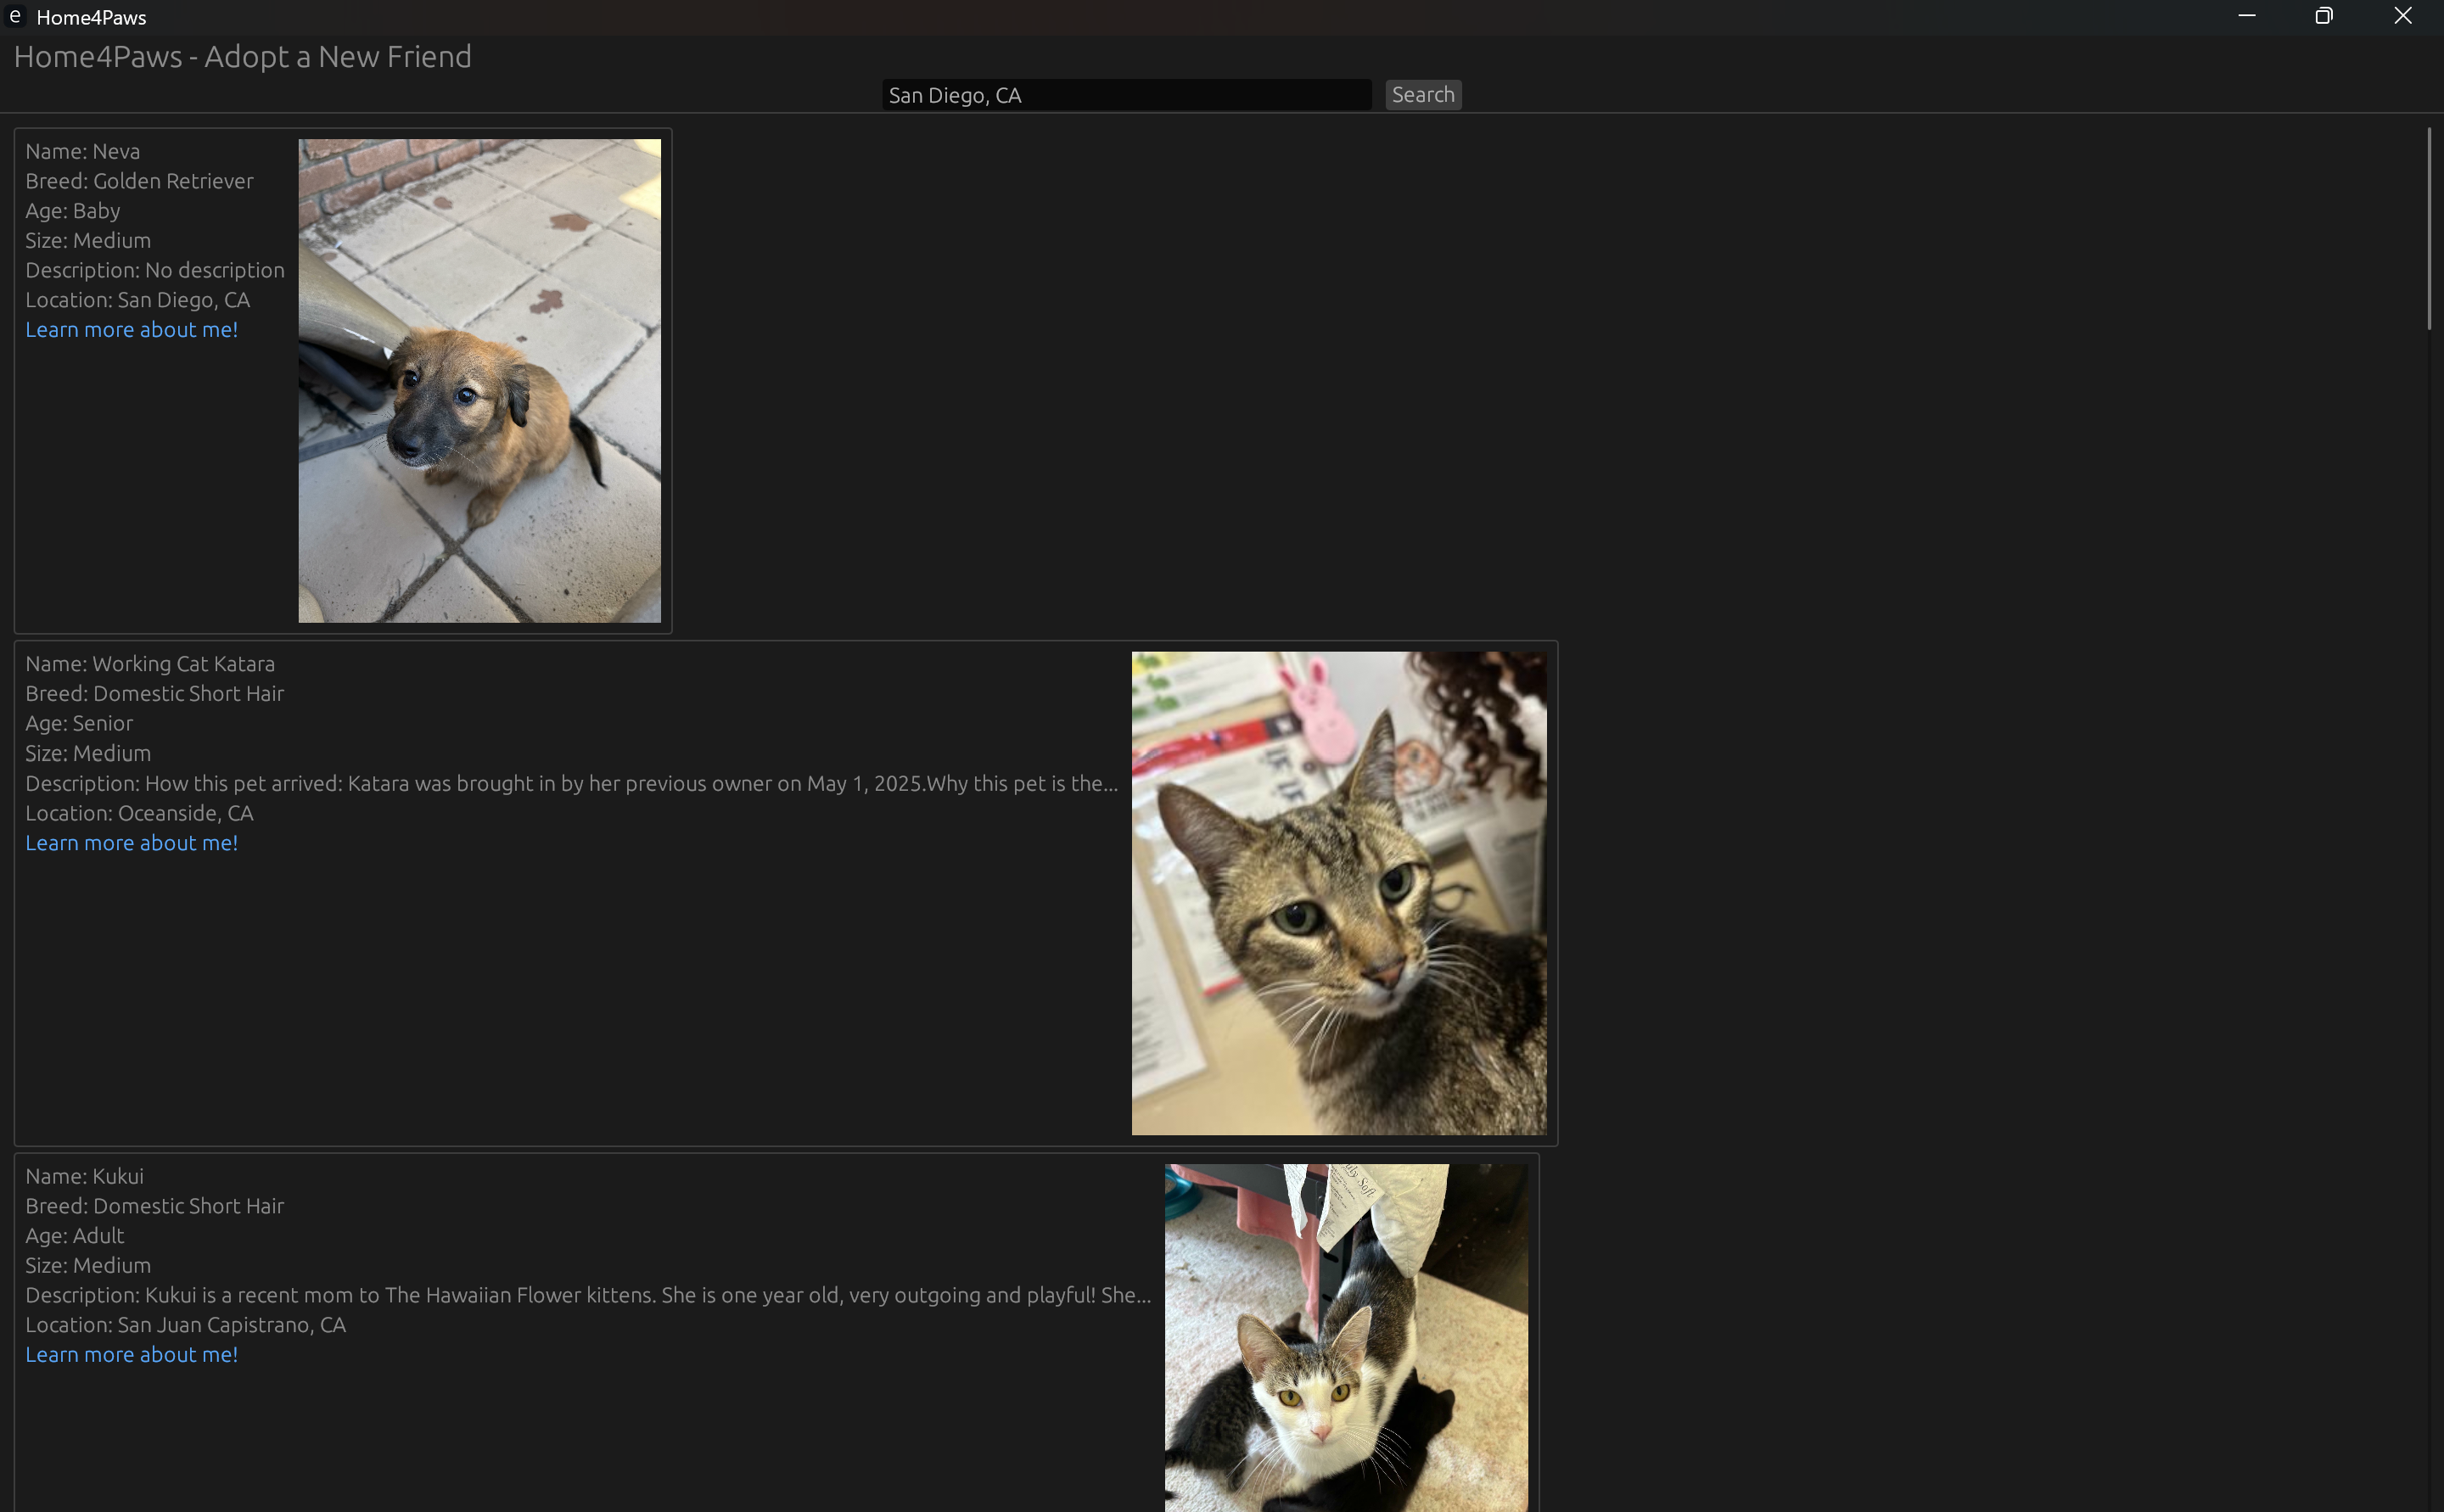 e Home4Paws
Home4Paws - Adopt a New Friend
San Diego, CA Search
Name: Neva
Breed: Golden Retriever
Age: Baby
Size: Medium
Description: No description
Location: San Diego, CA
Learn more about me!
Name: Working Cat Katara
Breed: Domestic Short Hair
Age: Senior
Size: Medium
Description: How this pet arrived: Katara was brought in by her previous owner on May 1, 2025.Why this pet is the...
Location: Oceanside, CA
Learn more about me!
Name: Kukui
Breed: Domestic Short Hair
Age: Adult
Size: Medium
Description: Kukui is a recent mom to The Hawaiian Flower kittens. She is one year old, very outgoing and playful! She...
Location: San Juan Capistrano, CA
Learn more about me!